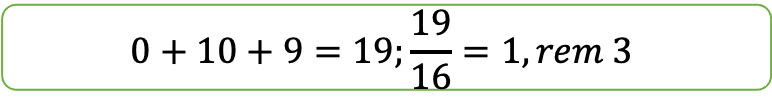 0 + 10 + 9 = 19; 19/16 = 1, rem 3